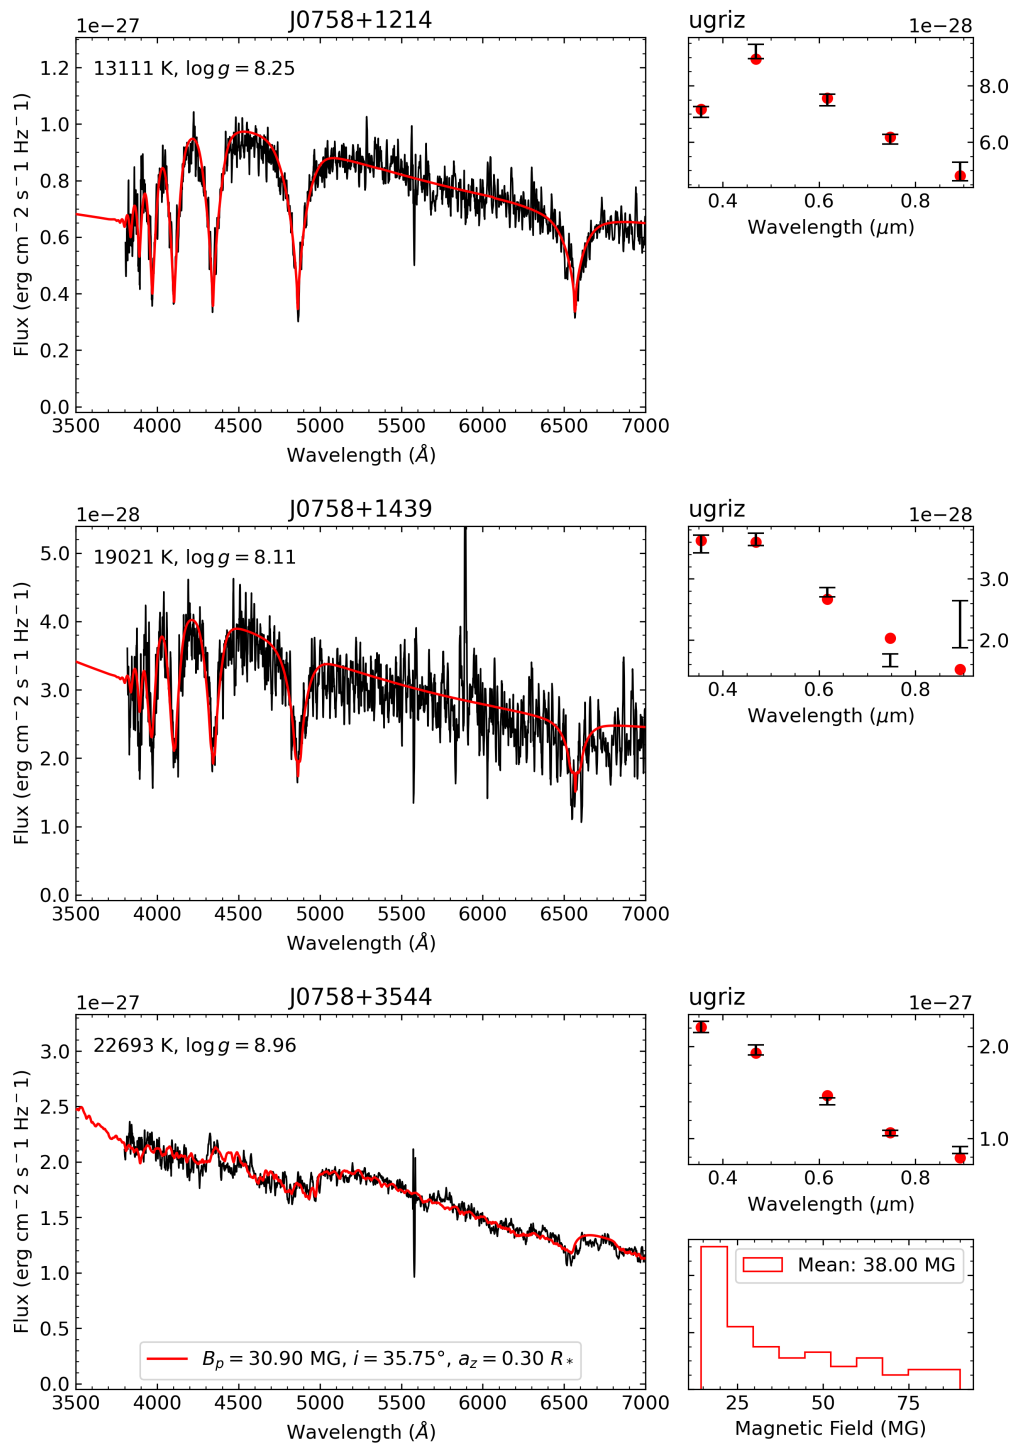 1e−27
J0758+1214
ugriz
1e−28
13111 K, log g = 8.25
Flux (erg cm−2 s−1 Hz−1)
1.2
1.0
0.8
0.6
0.4
0.2
0.0
3500 4000 4500 5000 5500 6000 6500 7000
Wavelength (Å)
8.0
6.0
0.4 0.6 0.8
Wavelength (μm)
1e−28
J0758+1439
ugriz
1e−28
19021 K, log g = 8.11
Flux (erg cm−2 s−1 Hz−1)
5.0
4.0
3.0
2.0
1.0
0.0
3500 4000 4500 5000 5500 6000 6500 7000
Wavelength (Å)
3.0
2.0
0.4 0.6 0.8
Wavelength (μm)
1e−27
J0758+3544
ugriz
1e−27
22693 K, log g = 8.96
Flux (erg cm−2 s−1 Hz−1)
3.0
2.5
2.0
1.5
1.0
0.5
0.0
B_p = 30.90 MG, i = 35.75°, a_z = 0.30 R_*
3500 4000 4500 5000 5500 6000 6500 7000
Wavelength (Å)
2.0
1.0
0.4 0.6 0.8
Wavelength (μm)
Mean: 38.00 MG
25 50 75
Magnetic Field (MG)